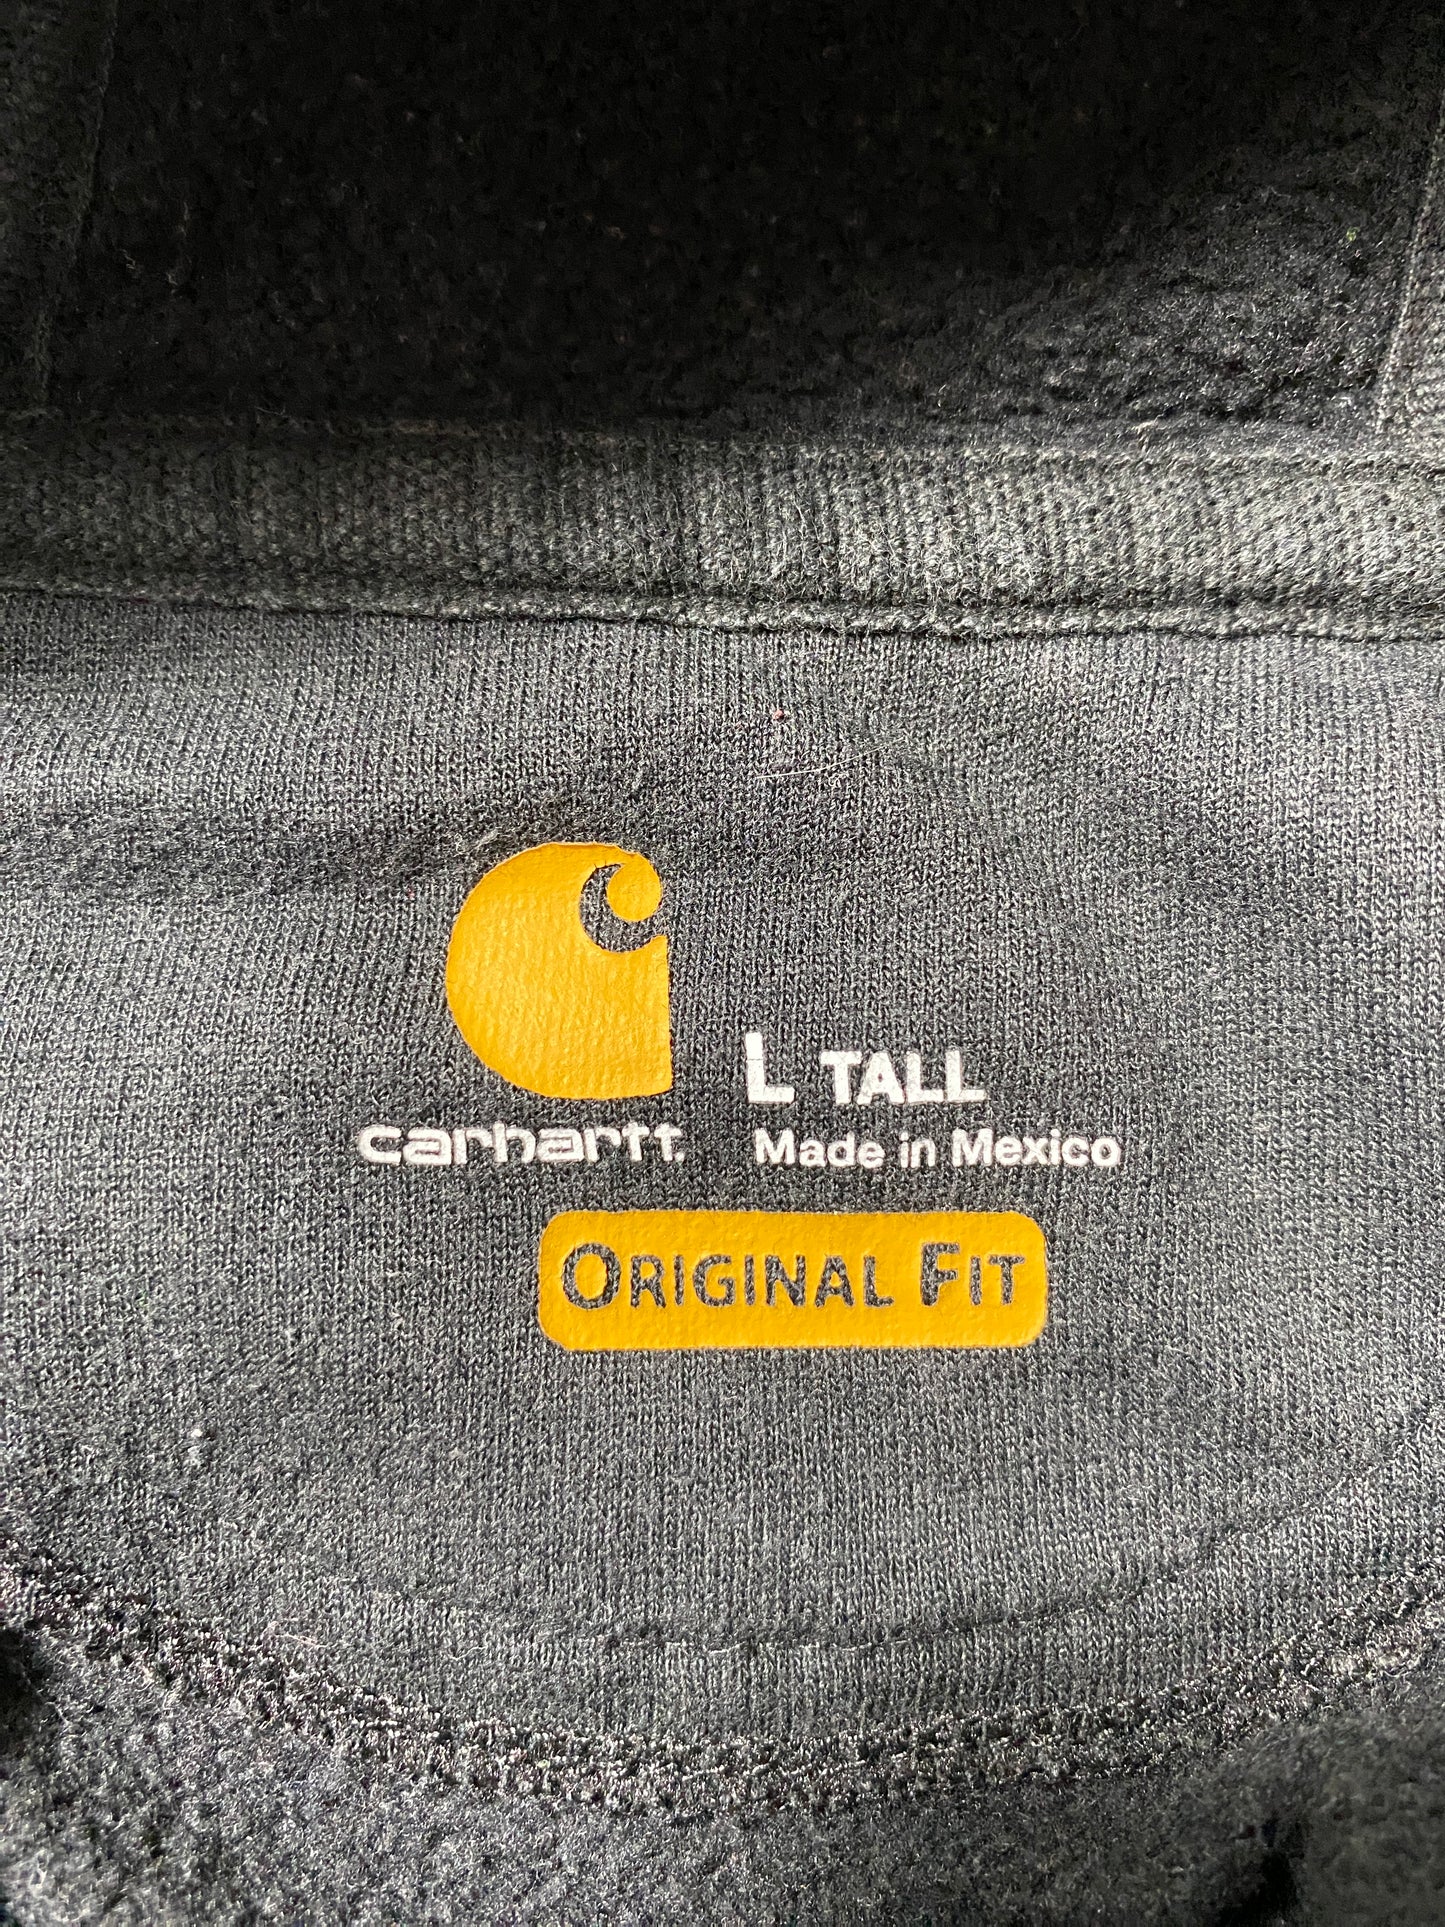 carhartt.
L TALL
Made in Mexico
ORIGINAL FIT